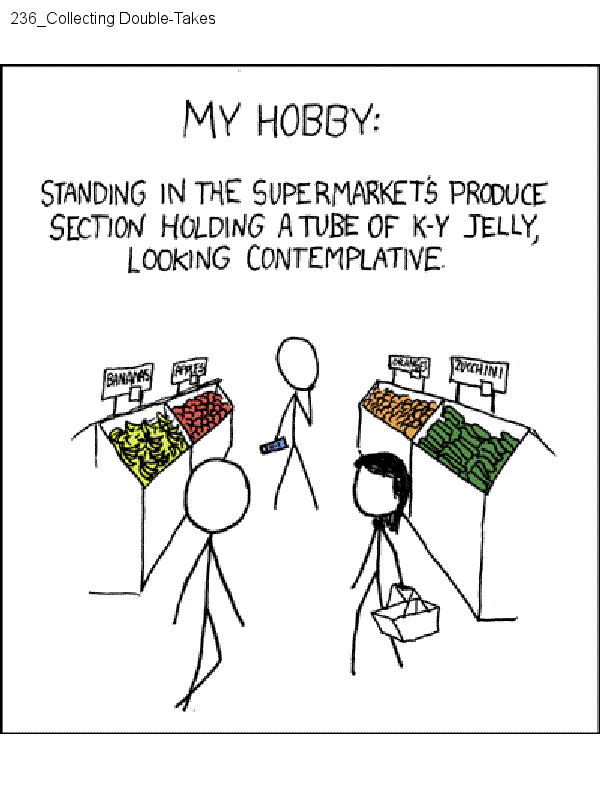 236_Collecting Double-Takes
MY HOBBY:
STANDING IN THE SUPERMARKET'S PRODUCE
SECTION HOLDING A TUBE OF K-Y JELLY,
LOOKING CONTEMPLATIVE.
BANANAS
APPLES
ORANGES
ZUCCHINI